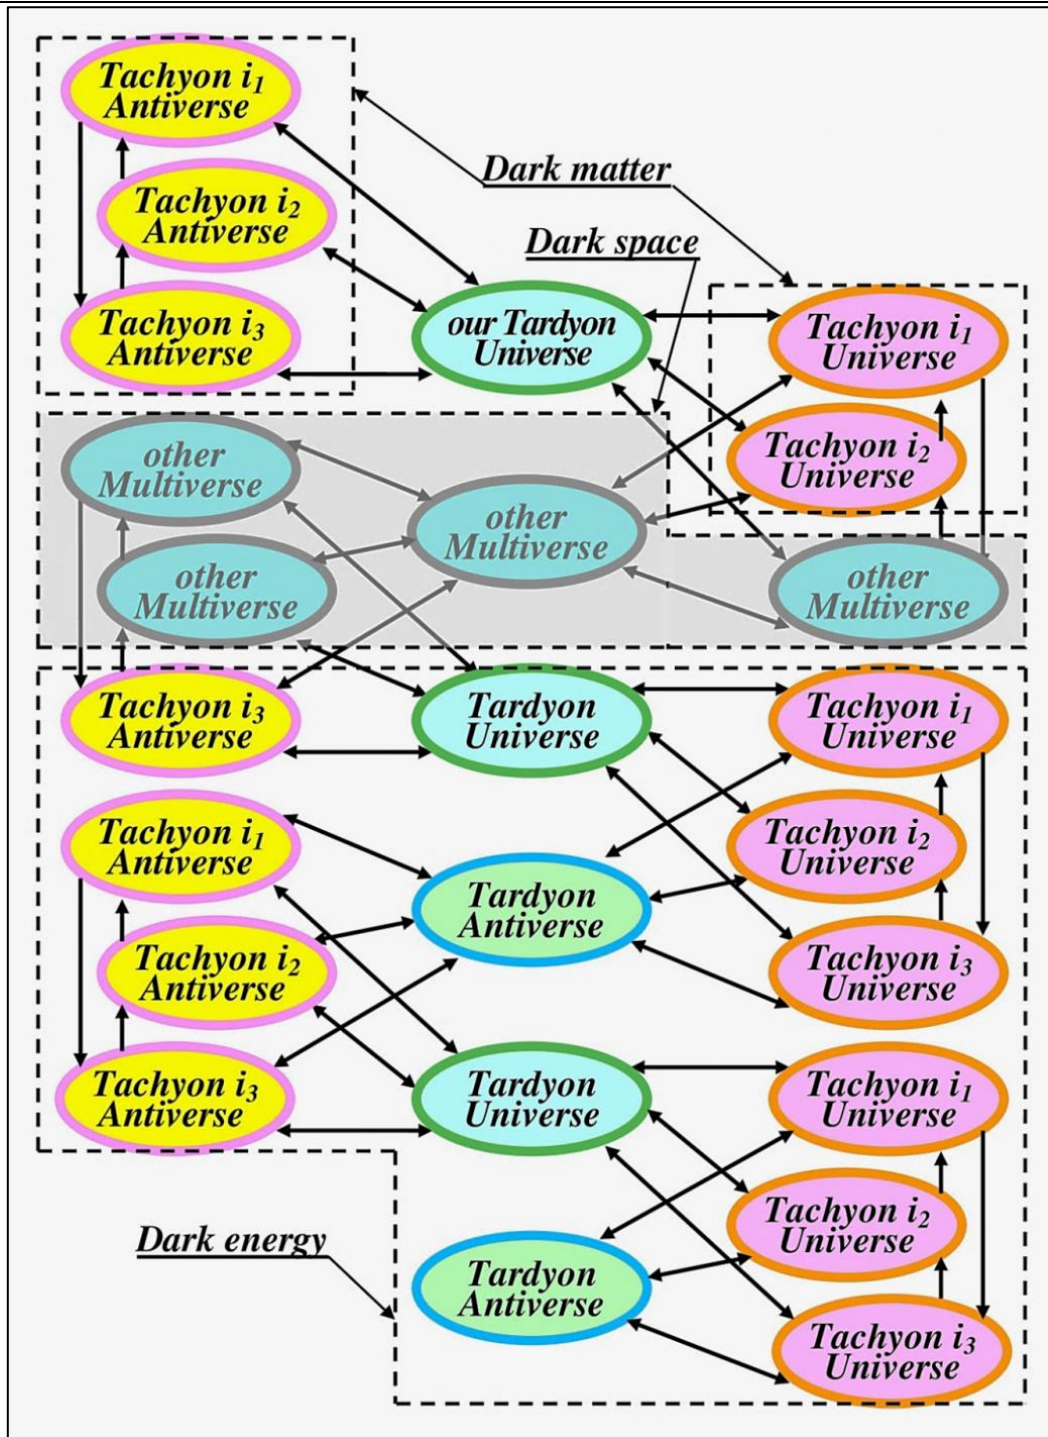 Tachyon i₁
Antiverse
Dark matter
Tachyon i₂
Antiverse
Dark space
Tachyon i₃
Antiverse
our Tardyon
Universe
Tachyon i₁
Universe
Tachyon i₂
Universe
other
Multiverse
other
Multiverse
other
Multiverse
other
Multiverse
Tachyon i₃
Antiverse
Tardyon
Universe
Tachyon i₁
Universe
Tachyon i₁
Antiverse
Tachyon i₂
Universe
Tardyon
Antiverse
Tachyon i₂
Antiverse
Tachyon i₃
Universe
Tachyon i₃
Antiverse
Tardyon
Universe
Tachyon i₁
Universe
Tachyon i₂
Universe
Dark energy
Tardyon
Antiverse
Tachyon i₃
Universe